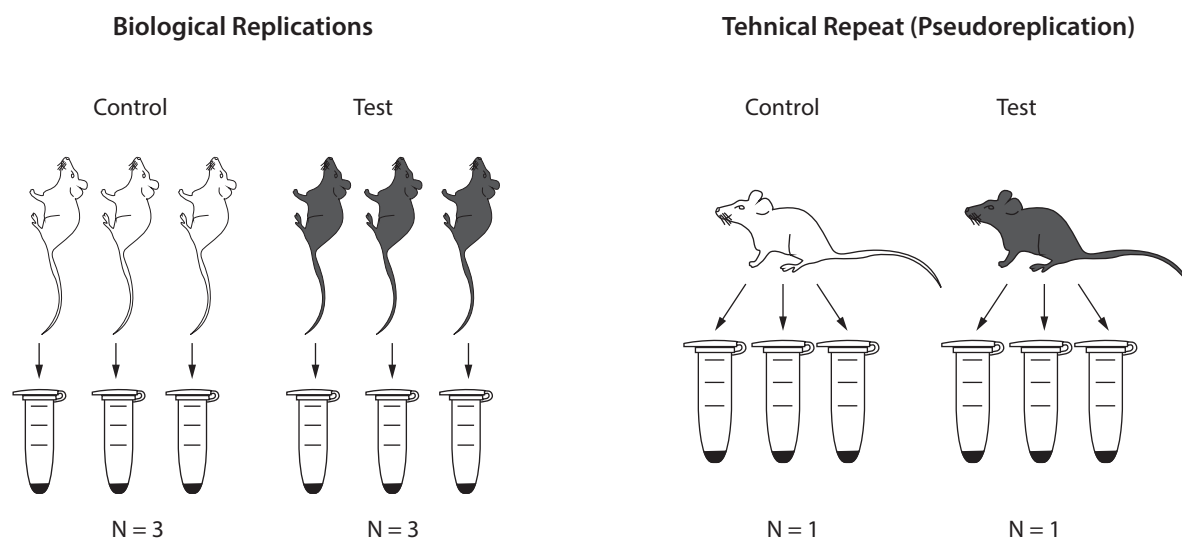 Biological Replications
Control
Test
N = 3
N = 3
Tehnical Repeat (Pseudoreplication)
Control
Test
N = 1
N = 1